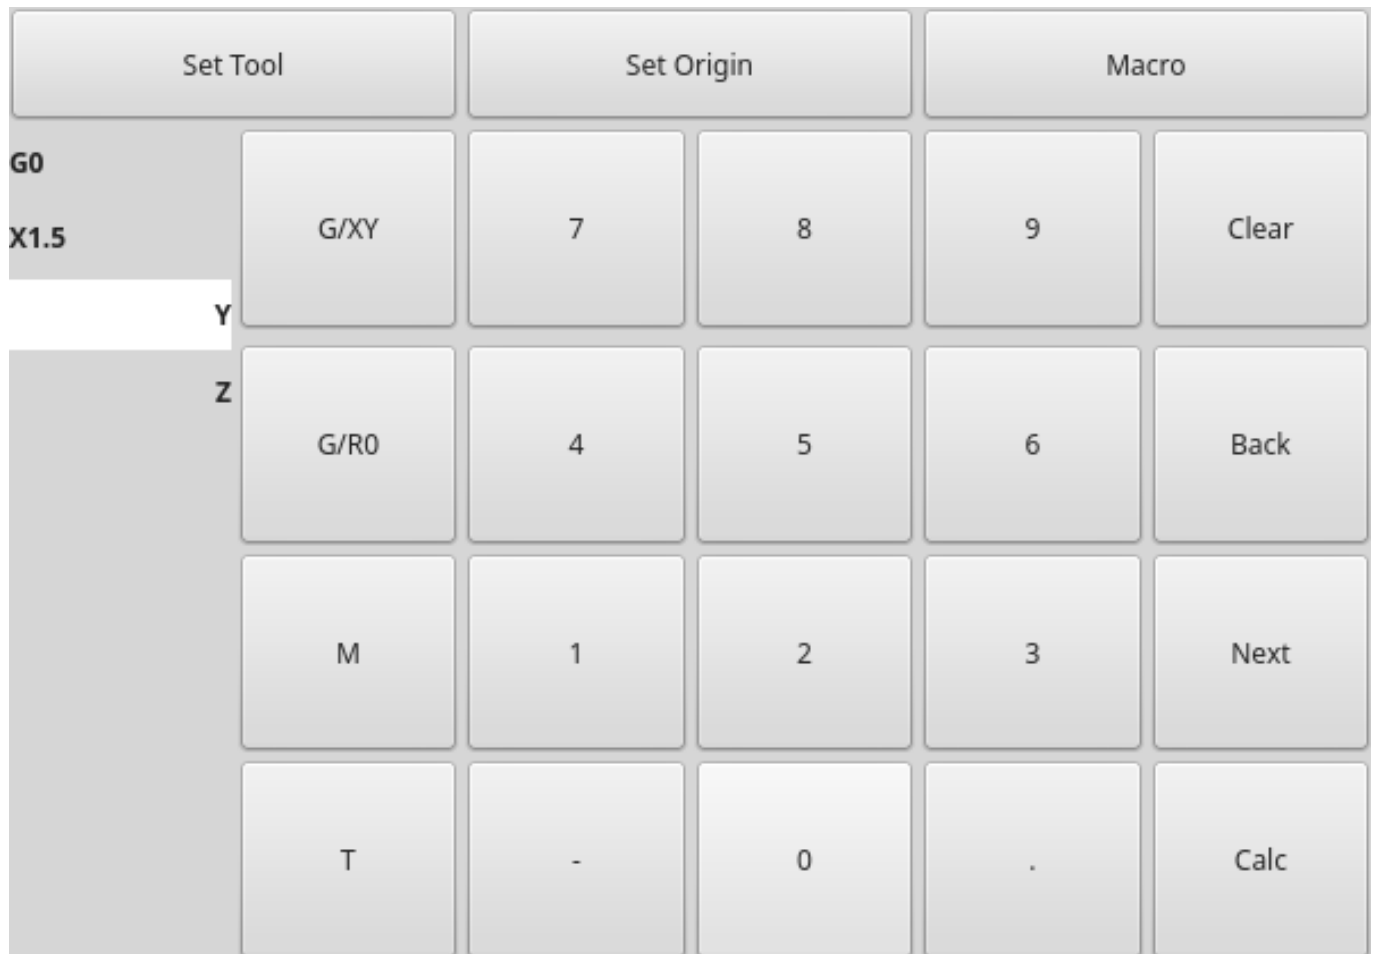 Set Tool Set Origin Macro
G0
X1.5
Y
Z
G/XY 7 8 9 Clear
G/R0 4 5 6 Back
M 1 2 3 Next
T - 0 . Calc